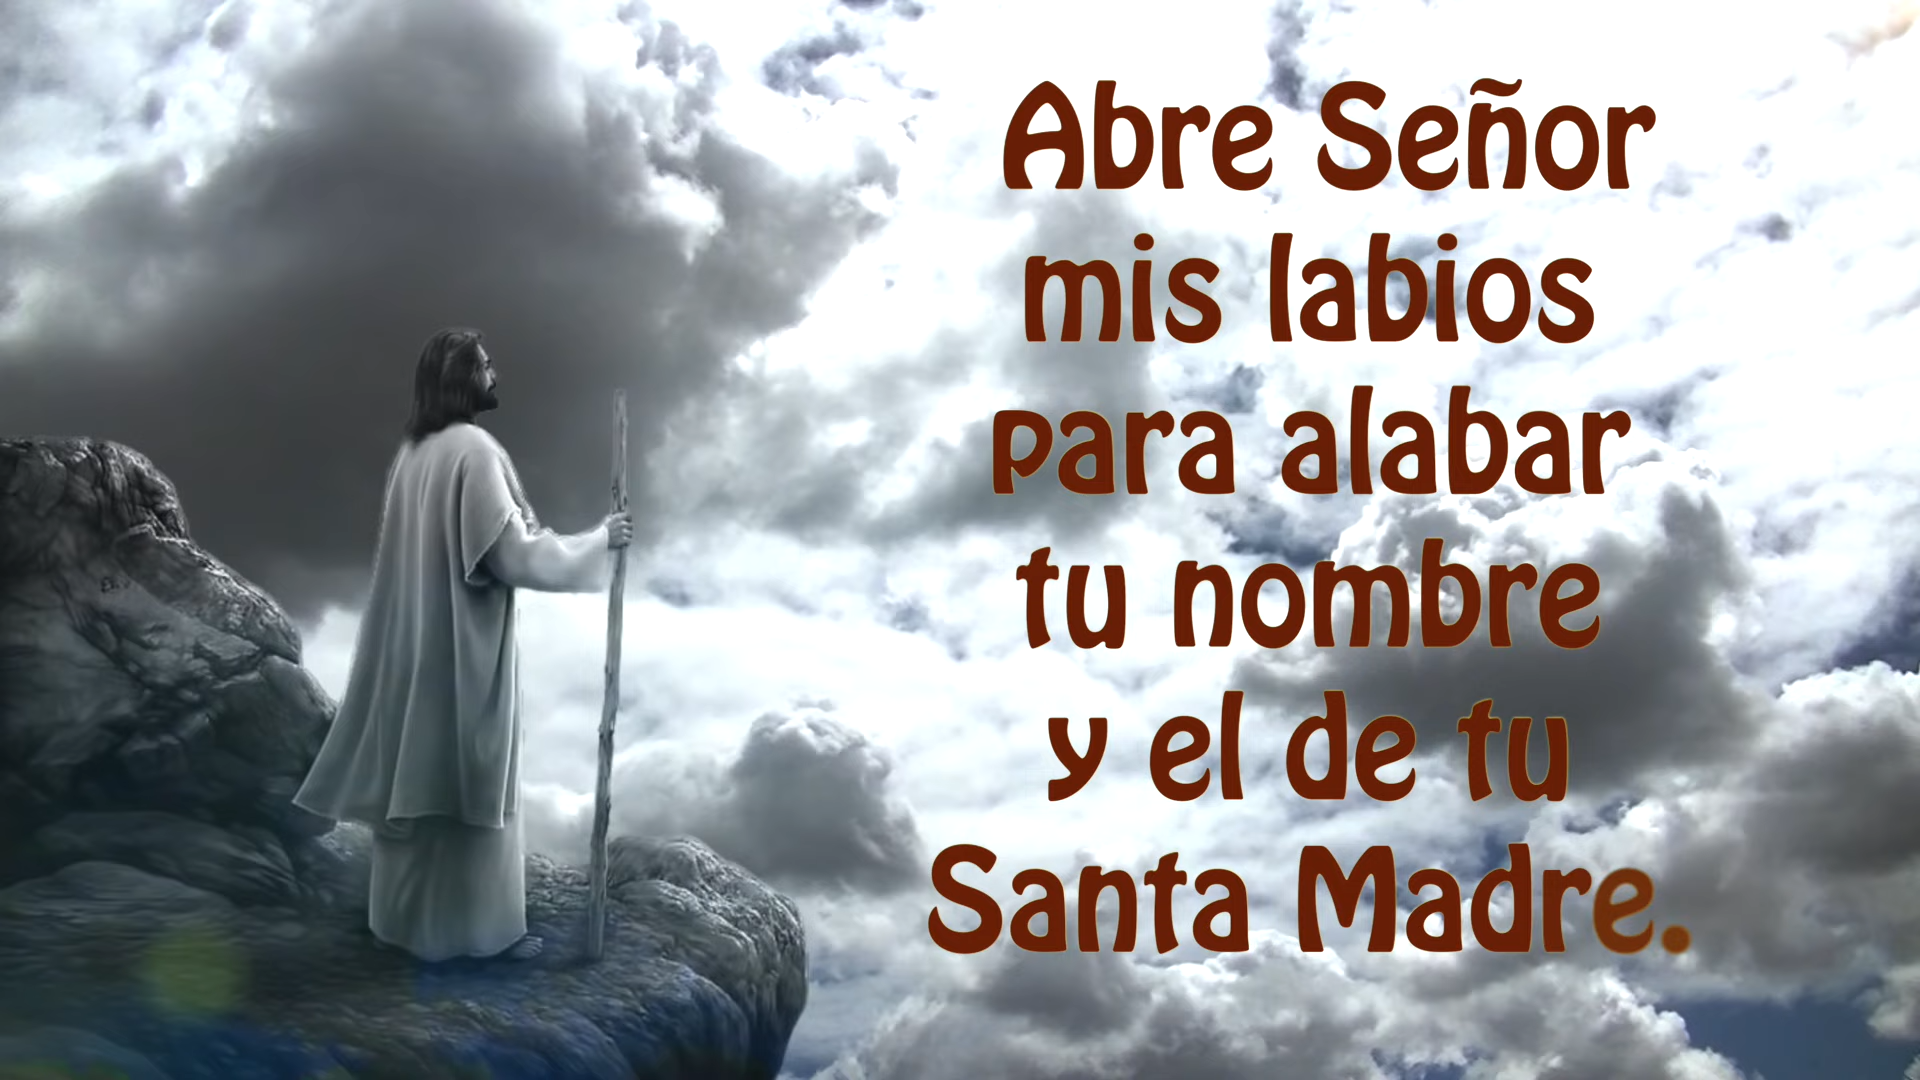 Abre Señor
mis labios
para alabar
tu nombre
y el de tu
Santa Madre.